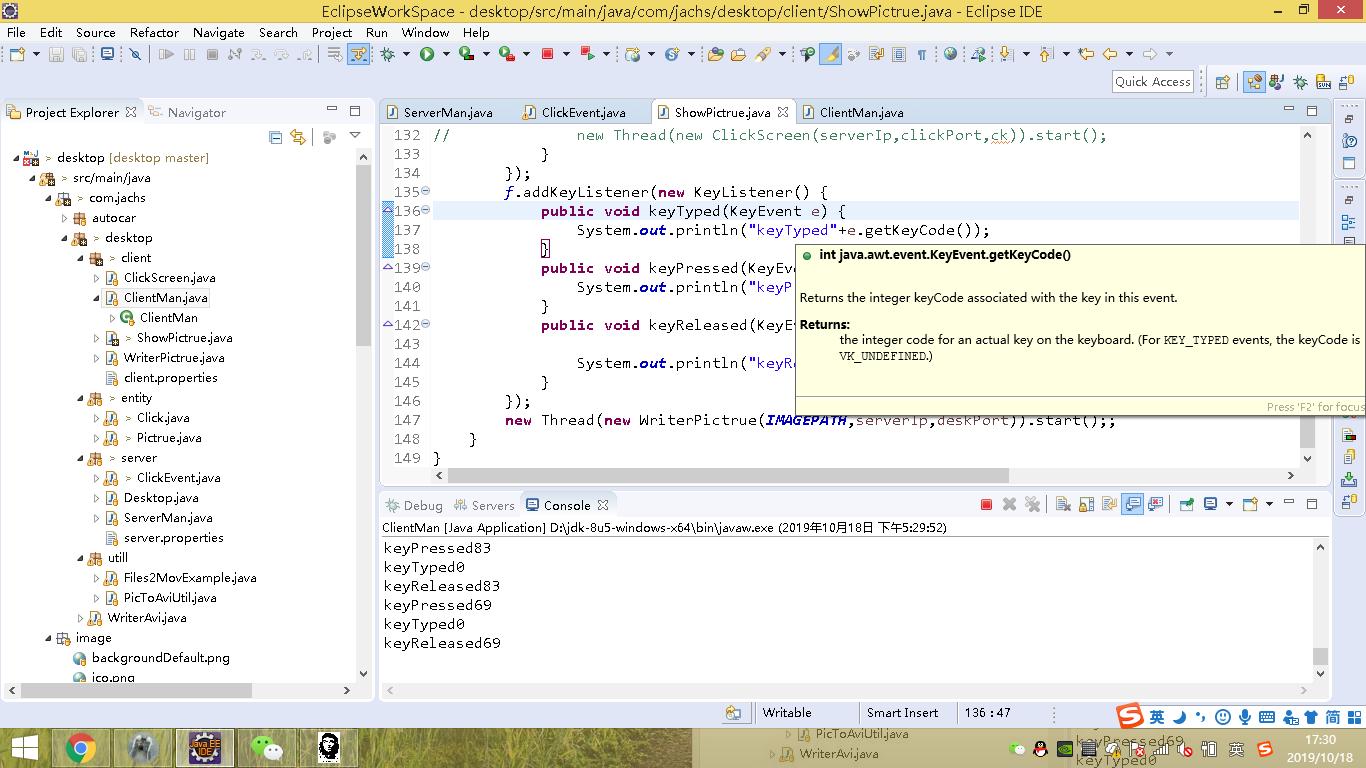 EclipseWorkSpace - desktop/src/main/java/com/jachs/desktop/client/ShowPictrue.java - Eclipse IDE
File Edit Source Refactor Navigate Search Project Run Window Help
Quick Access
Project Explorer Navigator
> desktop [desktop master]
> src/main/java
> com.jachs
autocar
> desktop
> client
ClickScreen.java
ClientMan.java
ClientMan
> ShowPictrue.java
WriterPictrue.java
client.properties
> entity
> Click.java
> Pictrue.java
> server
> ClickEvent.java
Desktop.java
ServerMan.java
server.properties
utill
Files2MovExample.java
PicToAviUtil.java
WriterAvi.java
image
backgroundDefault.png
ico.png
ServerMan.java ClickEvent.java ShowPictrue.java ClientMan.java
132 // new Thread(new ClickScreen(serverIp,clickPort,ck)).start();
133 }
134 });
135 f.addKeyListener(new KeyListener() {
136 public void keyTyped(KeyEvent e) {
137 System.out.println("keyTyped"+e.getKeyCode());
138 }
139 public void keyPressed(KeyEv
140 System.out.println("keyP
141 }
142 public void keyReleased(KeyE
143
144 System.out.println("keyR
145 }
146 });
147 new Thread(new WriterPictrue(IMAGEPATH,serverIp,deskPort)).start();;
148 }
149 }
int java.awt.event.KeyEvent.getKeyCode()
Returns the integer keyCode associated with the key in this event.
Returns:
the integer code for an actual key on the keyboard. (For KEY_TYPED events, the keyCode is
VK_UNDEFINED.)
Press 'F2' for focus
Debug Servers Console
ClientMan [Java Application] D:\jdk-8u5-windows-x64\bin\javaw.exe (2019年10月18日 下午5:29:52)
keyPressed83
keyTyped0
keyReleased83
keyPressed69
keyTyped0
keyReleased69
Writable Smart Insert 136 : 47
英 简
Java EE
IDE
PicToAviUtil.java
WriterAvi.java
keyPressed69
keyTyped0
英
17:30
2019/10/18